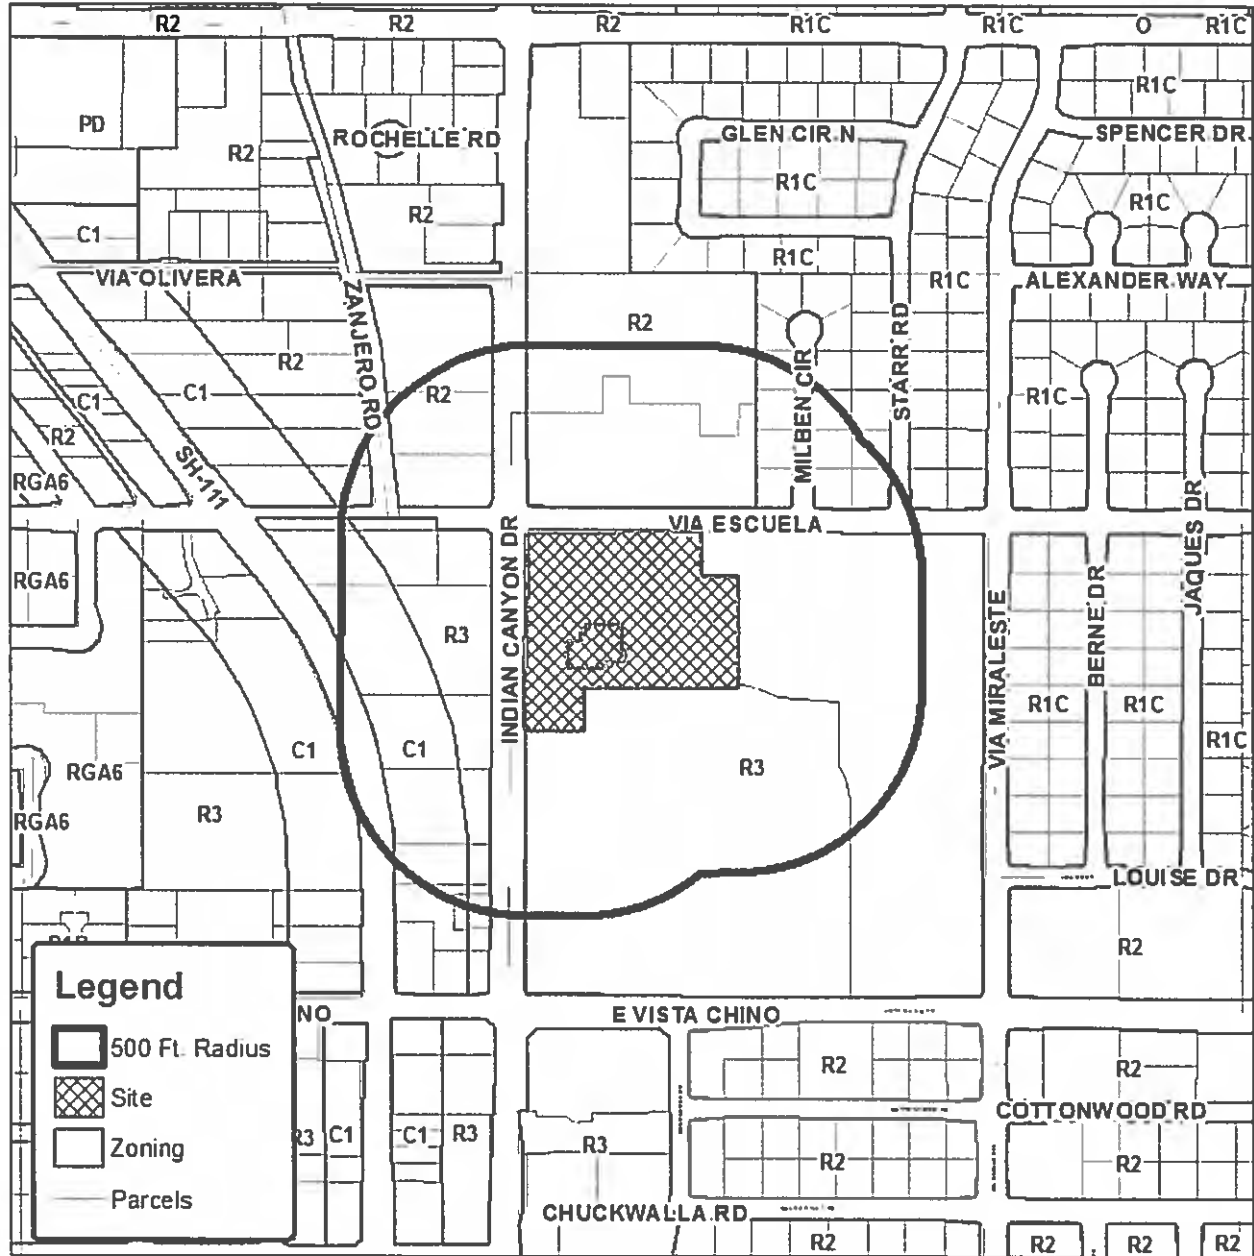 R2 R2 R2 R1C R1C O R1C
R1C
PD
ROCHELLE RD
GLEN CIR N
SPENCER DR
R2
R1C
R1C
R2
C1
R1C
R1C
VIA OLIVERA
ALEXANDER WAY
ZANJERO RD
R2
STARR RD
R2
MILBEN CIR
C1
R2
R1C
C1
R2
SH-111
RGA6
JAQUES DR
VIA ESCUELA
INDIAN CANYON DR
RGA6
BERNE DR
VIA MIRALESTE
R3
R1C
R1C
R1C
C1
C1
RGA6
R3
R3
RGA6
LOUISE DR
R2
Legend
500 Ft. Radius
Site
Zoning
Parcels
NO
E VISTA CHINO
R2
R2
COTTONWOOD RD
R3
C1
C1
R3
R3
R2
R2
CHUCKWALLA RD
R2
R2
R2
R2